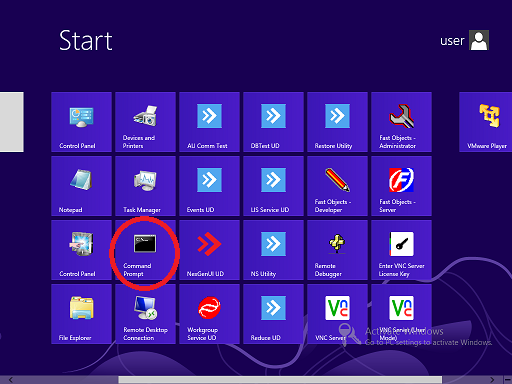 Start
user
Control Panel
Devices and
Printers
AU Comm Test
DBTest UD
Restore Utility
Fast Objects -
Administrator
VMware Player
Notepad
Task Manager
Events UD
LIS Service UD
Fast Objects -
Developer
Fast Objects -
Server
Control Panel
Command
Prompt
NexGenUI UD
NS Utility
Remote
Debugger
Enter VNC Server
License Key
File Explorer
Remote Desktop
Connection
Workgroup
Service UD
Reduce UD
VNC Server
VNC Server (User
Mode)
Activate Windows
Go to PC settings to activate Windows.